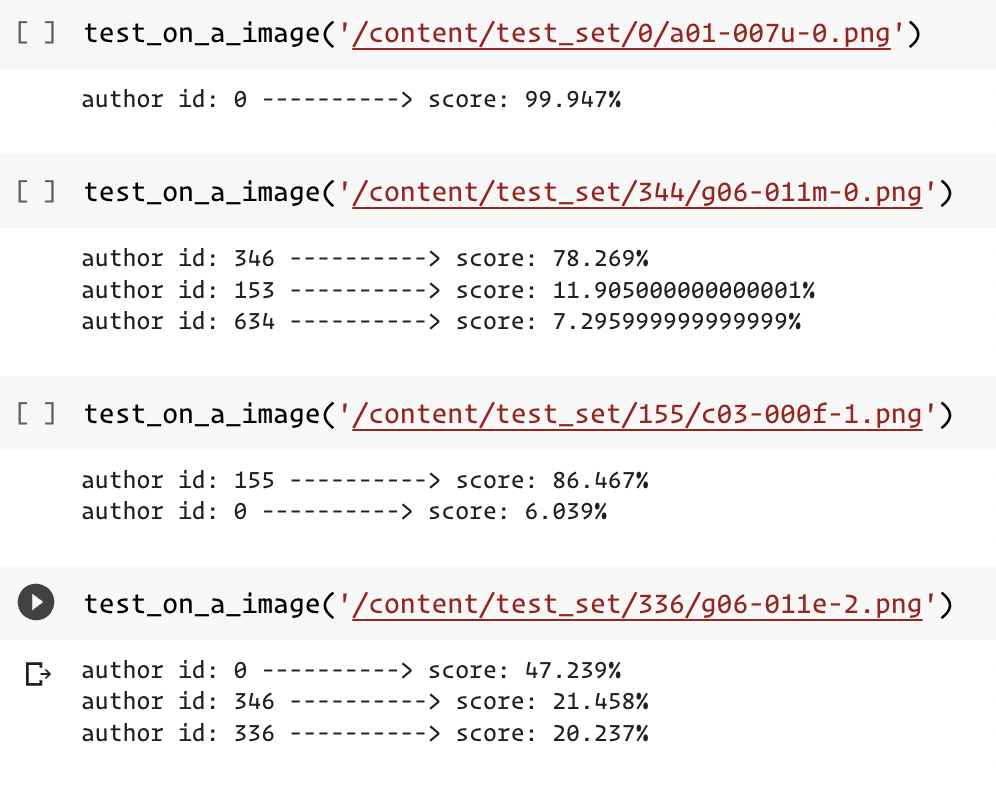 [ ] test_on_a_image('/content/test_set/0/a01-007u-0.png')
author id: 0 ----------> score: 99.947%
[ ] test_on_a_image('/content/test_set/344/g06-011m-0.png')
author id: 346 ----------> score: 78.269%
author id: 153 ----------> score: 11.905000000000001%
author id: 634 ----------> score: 7.295999999999999%
[ ] test_on_a_image('/content/test_set/155/c03-000f-1.png')
author id: 155 ----------> score: 86.467%
author id: 0 ----------> score: 6.039%
test_on_a_image('/content/test_set/336/g06-011e-2.png')
author id: 0 ----------> score: 47.239%
author id: 346 ----------> score: 21.458%
author id: 336 ----------> score: 20.237%